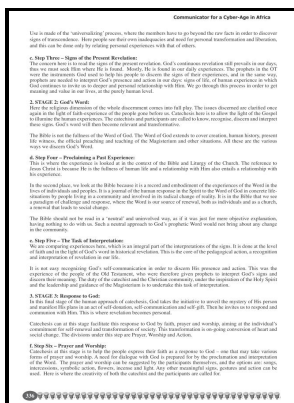 Communicator for a Cyber-Age in Africa
Use is made of the 'universalizing' process, where the members have to go beyond the raw facts in order to discover
signs of transcendence. Here people use their own inadequacies and need for personal transformation and liberation,
and this can be done only by relating personal experiences with that of others.
c. Step Three – Signs of the Present Revelation:
The concern here is to read the signs of the present revelation. God's continuous revelation still prevails in our days,
thus we must seek Him where He is found. Mostly, He is found in our daily experiences. The prophets in the OT
were the instruments God used to help his people to discern the signs of their experiences, and in the same way,
prophets are needed to interpret God's presence and action in our days; signs of life, of human experience in which
God continues to invite us to deeper and personal relationship with Him. We go through this process in order to get
meaning and value in our lives, at the purely human level.
2. STAGE 2: God's Word:
Here the religious dimension of the whole discernment comes into full play. The issues discerned are clarified once
again in the light of faith experience of the people gone before us. Catechesis here is to allow the light of the Gospel
to illumine the human experiences. The catechists and participants are called to know, recognize, discern and interpret
these signs. God's word will then become relevant and transformative.
The Bible is not the fullness of the Word of God. The Word of God extends to cover creation, human history, present
life witness, the official preaching and teaching of the Magisterium and other situations. All these are the various
ways we discern God's Word.
d. Step Four – Proclaiming a Past Experience:
This is where the experience is looked at in the context of the Bible and Liturgy of the Church. The reference to
Jesus Christ is because He is the fullness of human life and a relationship with Him also entails a relationship with
his experience.
In the second place, we look at the Bible because it is a record and embodiment of the experience of the Word in the
lives of individuals and peoples. It is a journal of the human response in the Spirit to the Word of God in concrete life-
situations by people living in a community and involved in its radical change of reality. It is in the Bible that we see
a paradigm of challenge and response, where the Word is our source of renewal, both as individuals and as a church,
a renewal that leads to social change.
The Bible should not be read in a 'neutral' and uninvolved way, as if it was just for more objective explanation,
having nothing to do with us. Such a neutral approach to God's prophetic Word would not bring about any change
in the community.
e. Step Five – The Task of Interpretation:
We are comparing experiences here, which is an integral part of the interpretations of the signs. It is done at the level
of faith and in the light of God's word in historical revelation. This is the core of the pedagogical action, a recognition
and interpretation of revelation in our life.
It is not easy recognising God's self-communication in order to discern His presence and action. This was the
experience of the people of the Old Testament, who were therefore given prophets to interpret God's signs and
discern their meaning. The duty of the catechist and the Christian community, under the inspiration of the Holy Spirit
and the leadership and guidance of the Magisterium is to undertake this task of interpretation.
3. STAGE 3: Response to God:
In this final stage of the human approach of catechesis, God takes the initiative to unveil the mystery of His person
and manifest His plans in an act of self-donation, self-communication and self-gift. Then he invites us to respond and
communion with Him. This is where revelation becomes personal.
Catechists can at this stage facilitate this response to God by faith, prayer and worship, aiming at the individual's
commitment for self-renewal and transformation of society. This transformation is on-going conversion of heart and
social change. The divisions under this step are Prayer, Worship and Action.
f. Step Six – Prayer and Worship:
Catechesis at this stage is to help the people express their faith as a response to God – one that may take various
forms of prayer and worship. A need for dialogue with God is prepared for by the proclamation and interpretation
of the Word. The prayer and worship can be suggested by the participants themselves, and the options are: songs,
intercessions, symbolic actions, flowers, incense and light. Any other meaningful signs, gestures and action can be
used. Here is where the creativity of both the catechist and the participants are called for.
336